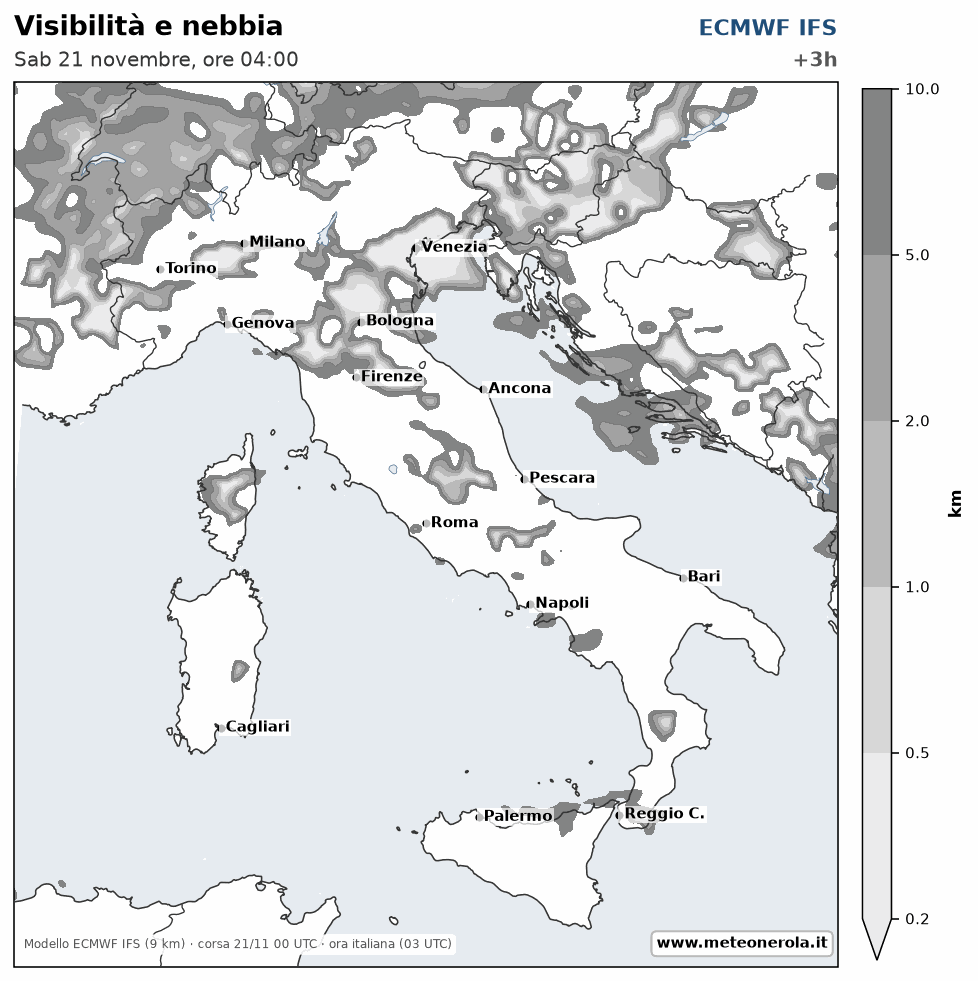 Visibilità e nebbia
ECMWF IFS
Sab 21 novembre, ore 04:00
+3h
10.0
5.0
2.0
1.0
0.5
0.2
km
Milano
Venezia
Torino
Genova
Bologna
Firenze
Ancona
Pescara
Roma
Bari
Napoli
Cagliari
Palermo
Reggio C.
Modello ECMWF IFS (9 km) · corsa 21/11 00 UTC · ora italiana (03 UTC)
www.meteonerola.it